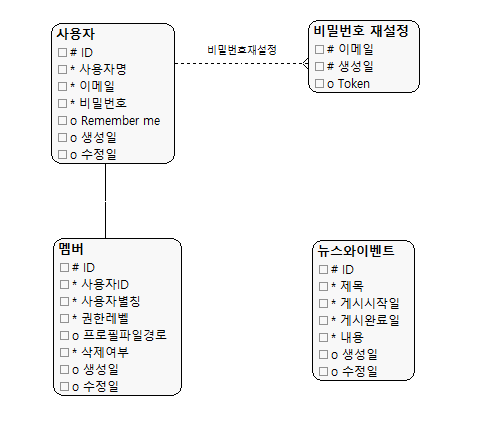 사용자
# ID
* 사용자명
* 이메일
* 비밀번호
o Remember me
o 생성일
o 수정일
비밀번호재설정
비밀번호 재설정
# 이메일
# 생성일
o Token
멤버
# ID
* 사용자ID
* 사용자별칭
* 권한레벨
o 프로필파일경로
* 삭제여부
o 생성일
o 수정일
뉴스와이벤트
# ID
* 제목
* 게시시작일
* 게시완료일
* 내용
o 생성일
o 수정일